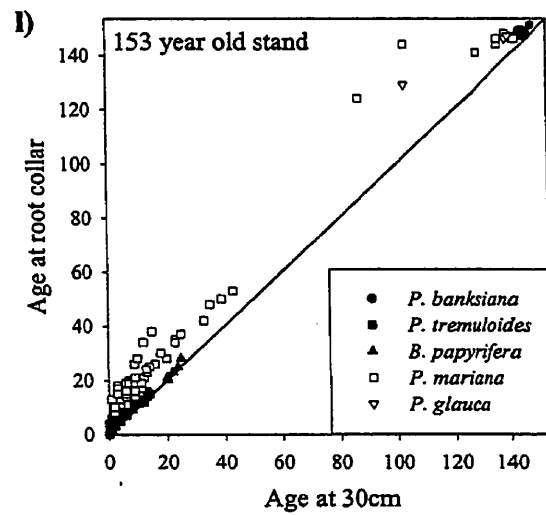 l)
153 year old stand
Age at root collar
140
120
100
80
60
40
20
0
0 20 40 60 80 100 120 140
Age at 30cm
P. banksiana
P. tremuloides
B. papyrifera
P. mariana
P. glauca